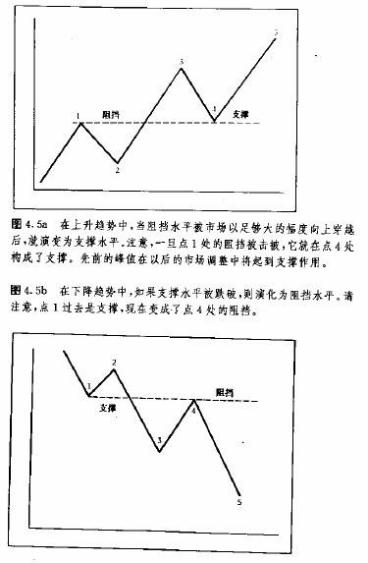 5
3
1 阻挡 4 支撑
2
图4.5a 在上升趋势中,当阻挡水平被市场以足够大的幅度向上穿越
后,就演变为支撑水平。注意,一旦点1处的阻挡被击破,它就在点4处
构成了支撑。先前的峰值在以后的市场调整中将起到支撑作用。
图4.5b 在下降趋势中,如果支撑水平被跌破,则演化为阻挡水平。请
注意,点1过去是支撑,现在变成了点4处的阻挡。
2
1 阻挡
支撑 4
3
5